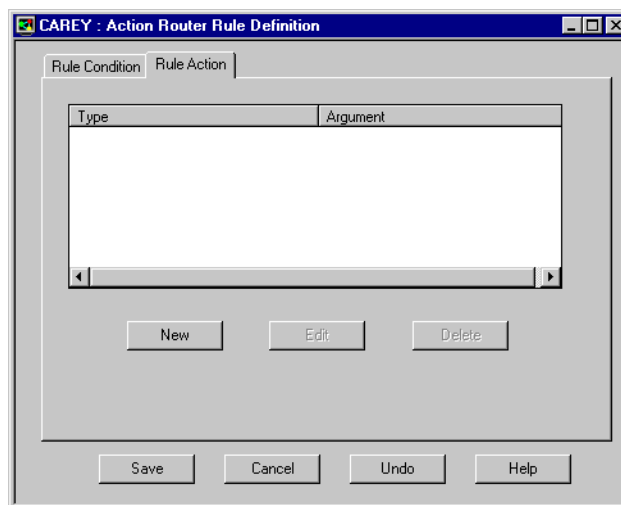 CAREY : Action Router Rule Definition
Rule Condition Rule Action
Type Argument
New Edit Delete
Save Cancel Undo Help